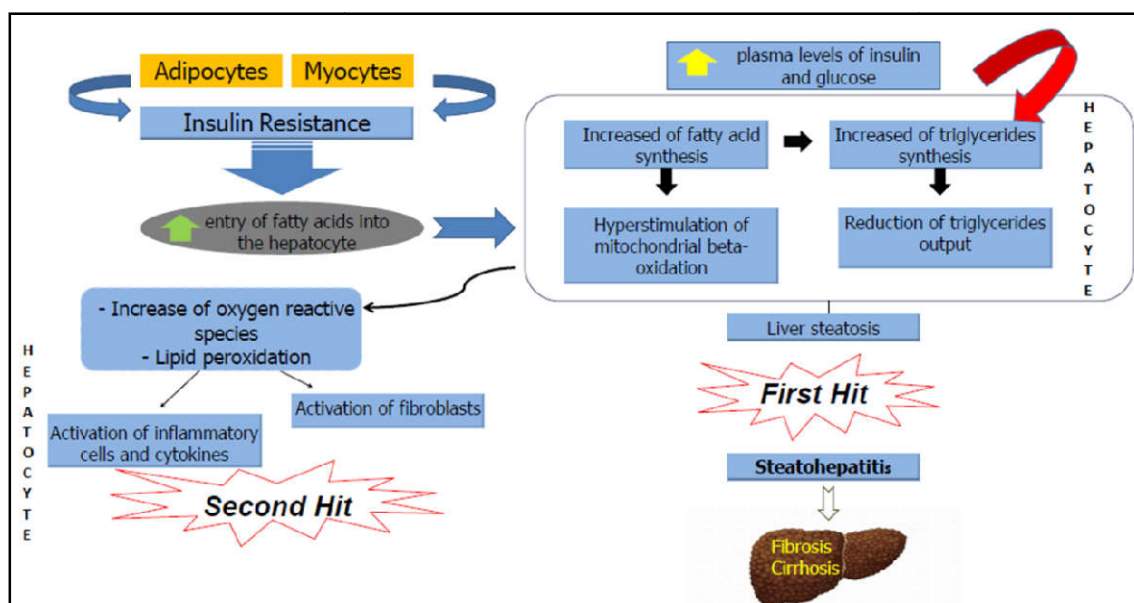 Adipocytes
Myocytes
Insulin Resistance
entry of fatty acids into
the hepatocyte
- Increase of oxygen reactive
species
- Lipid peroxidation
Activation of fibroblasts
Activation of inflammatory
cells and cytokines
Second Hit
HEPATOCYTE
plasma levels of insulin
and glucose
Increased of fatty acid
synthesis
Increased of triglycerides
synthesis
Hyperstimulation of
mitochondrial beta-
oxidation
Reduction of triglycerides
output
HEPATOCYTE
Liver steatosis
First Hit
Steatohepatitis
Fibrosis
Cirrhosis